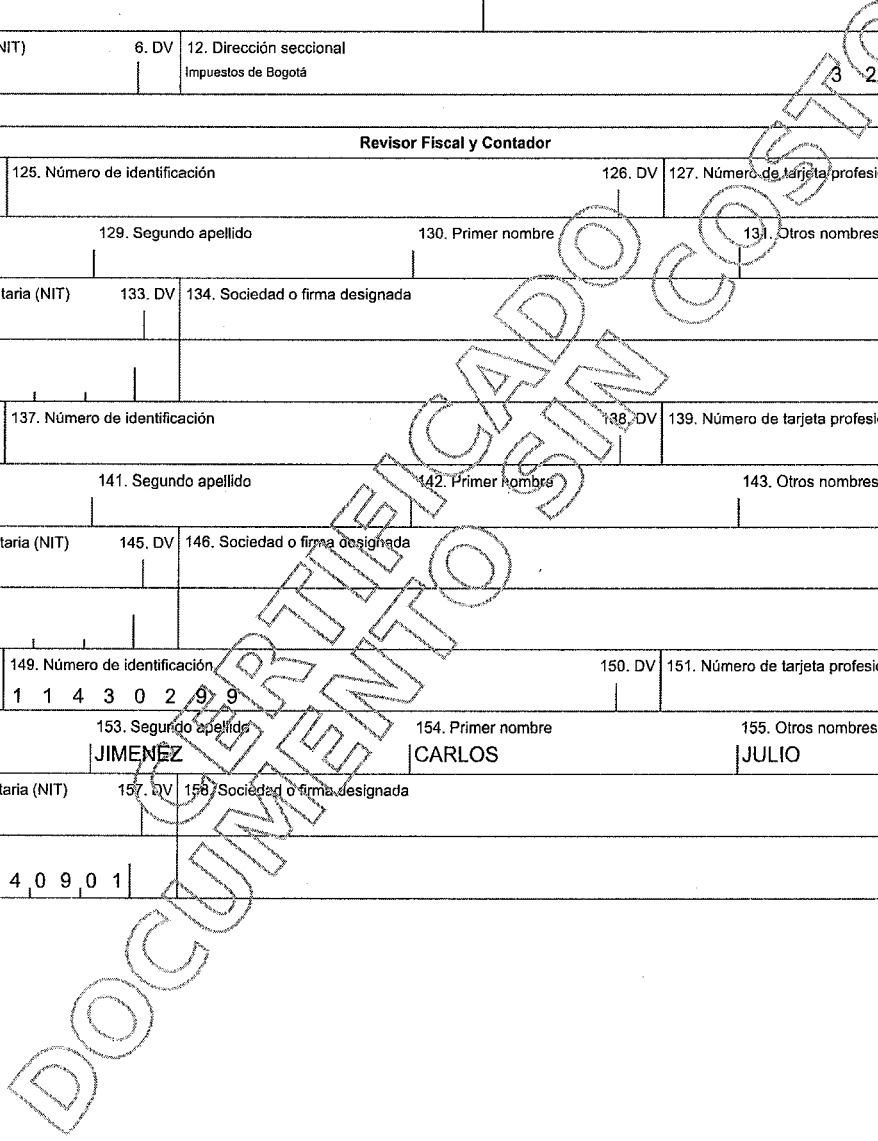 NIT) 6. DV 12. Dirección seccional
Impuestos de Bogotá 3 2
Revisor Fiscal y Contador
125. Número de identificación 126. DV 127. Número de tarjeta profesi
129. Segundo apellido 130. Primer nombre 131. Otros nombres
taria (NIT) 133. DV 134. Sociedad o firma designada
137. Número de identificación 138. DV 139. Número de tarjeta profesi
141. Segundo apellido 142. Primer nombre 143. Otros nombres
taria (NIT) 145. DV 146. Sociedad o firma designada
149. Número de identificación 150. DV 151. Número de tarjeta profesi
1 1 4 3 0 2 9 9
153. Segundo apellido 154. Primer nombre 155. Otros nombres
JIMENEZ CARLOS JULIO
taria (NIT) 157. DV 158. Sociedad o firma designada
4 0 9 0 1
CERTIFICADO
DOCUMENTO SIN COSTO